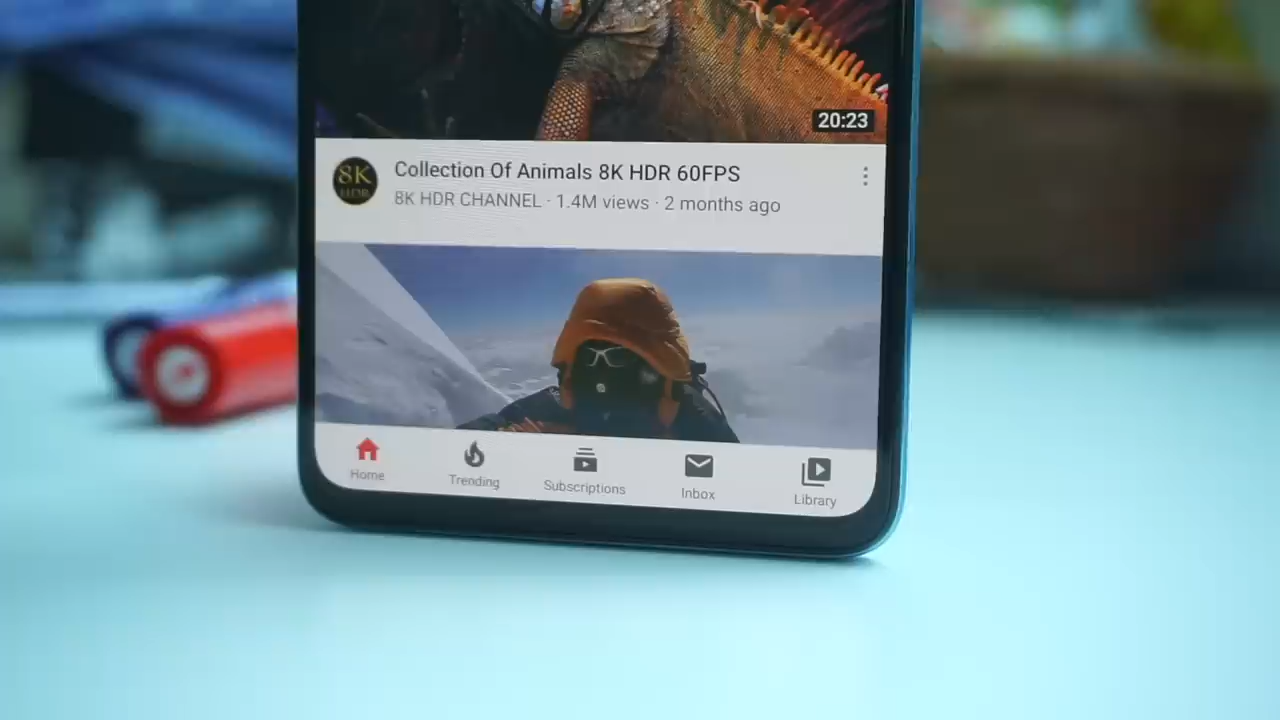 20:23
8K
HDR
Collection Of Animals 8K HDR 60FPS
8K HDR CHANNEL · 1.4M views · 2 months ago
Home
Trending
Subscriptions
Inbox
Library